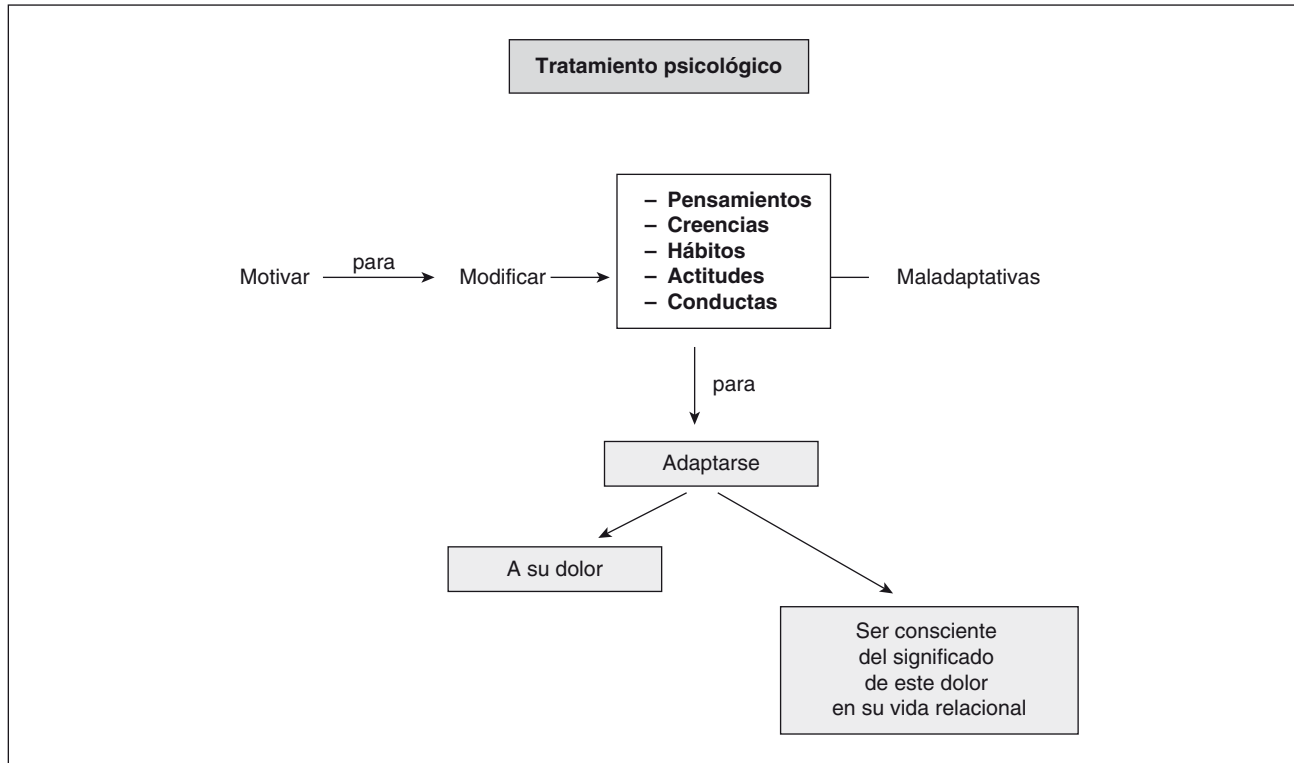 Tratamiento psicológico
– Pensamientos
– Creencias
– Hábitos
– Actitudes
– Conductas
Motivar
para
Modificar
Maladaptativas
para
Adaptarse
A su dolor
Ser consciente
del significado
de este dolor
en su vida relacional